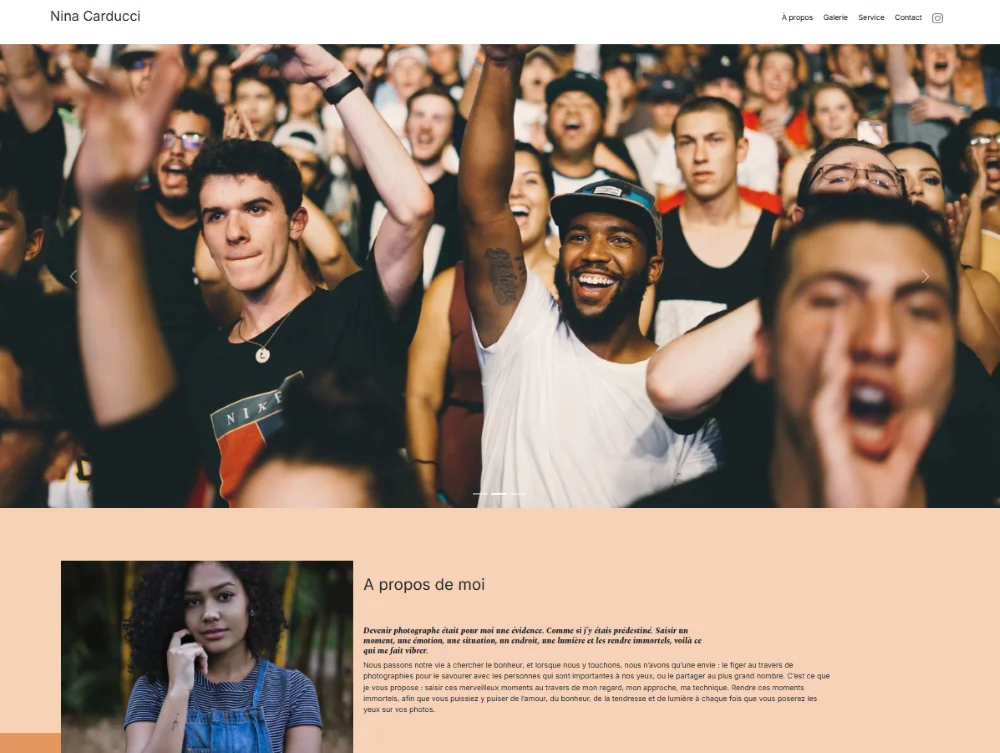 Nina Carducci
À propos Galerie Service Contact
NIKE
A propos de moi
Devenir photographe était pour moi une évidence. Comme si j'y étais prédestiné. Saisir un
moment, une émotion, une situation, un endroit, une lumière et les rendre immortels, voilà ce
qui me fait vibrer.
Nous passons notre vie à chercher le bonheur, et lorsque nous y touchons, nous n'avons qu'une envie : le figer au travers de
photographies pour le savourer avec les personnes qui sont importantes à nos yeux, ou le partager au plus grand nombre. C'est ce que
je vous propose : saisir ces merveilleux moments au travers de mon regard, mon approche, ma technique. Rendre ces moments
immortels, afin que vous puissiez y puiser de l'amour, du bonheur, de la tendresse et de lumière à chaque fois que vous poserez les
yeux sur vos photos.